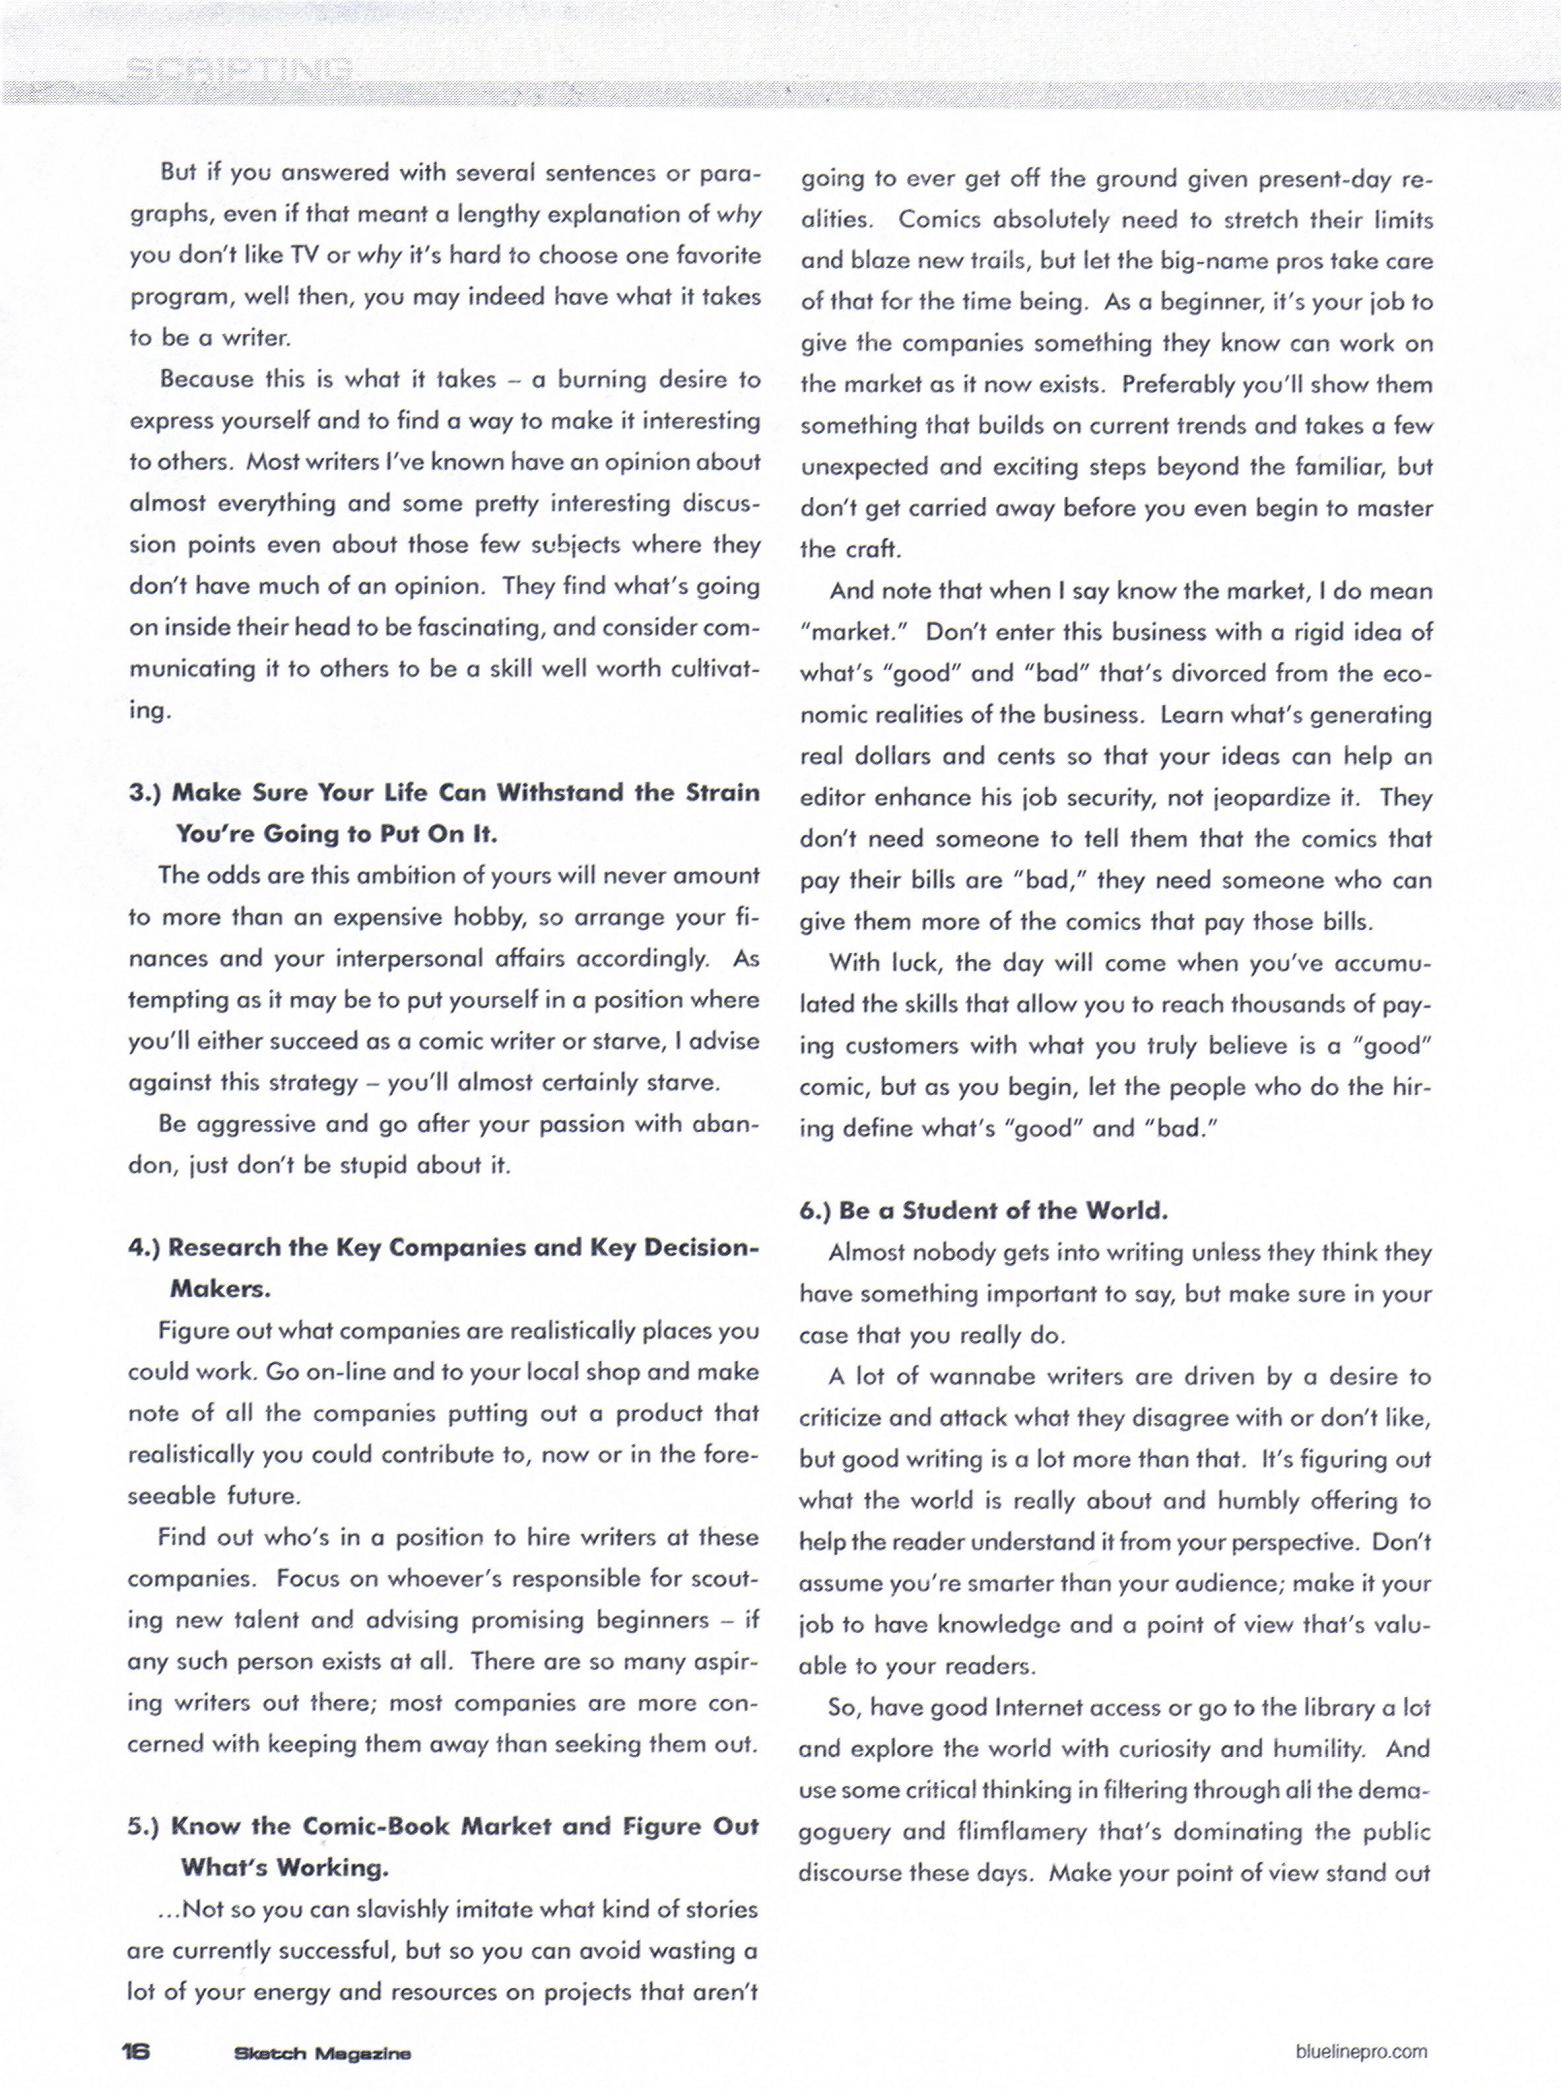 SCRIPTING
But if you answered with several sentences or para-
graphs, even if that meant a lengthy explanation of why
you don't like TV or why it's hard to choose one favorite
program, well then, you may indeed have what it takes
to be a writer.
Because this is what it takes – a burning desire to
express yourself and to find a way to make it interesting
to others. Most writers I've known have an opinion about
almost everything and some pretty interesting discus-
sion points even about those few subjects where they
don't have much of an opinion. They find what's going
on inside their head to be fascinating, and consider com-
municating it to others to be a skill well worth cultivat-
ing.
3.) Make Sure Your Life Can Withstand the Strain
You're Going to Put On It.
The odds are this ambition of yours will never amount
to more than an expensive hobby, so arrange your fi-
nances and your interpersonal affairs accordingly. As
tempting as it may be to put yourself in a position where
you'll either succeed as a comic writer or starve, I advise
against this strategy – you'll almost certainly starve.
Be aggressive and go after your passion with aban-
don, just don't be stupid about it.
4.) Research the Key Companies and Key Decision-
Makers.
Figure out what companies are realistically places you
could work. Go on-line and to your local shop and make
note of all the companies putting out a product that
realistically you could contribute to, now or in the fore-
seeable future.
Find out who's in a position to hire writers at these
companies. Focus on whoever's responsible for scout-
ing new talent and advising promising beginners – if
any such person exists at all. There are so many aspir-
ing writers out there; most companies are more con-
cerned with keeping them away than seeking them out.
5.) Know the Comic-Book Market and Figure Out
What's Working.
...Not so you can slavishly imitate what kind of stories
are currently successful, but so you can avoid wasting a
lot of your energy and resources on projects that aren't
going to ever get off the ground given present-day re-
alities. Comics absolutely need to stretch their limits
and blaze new trails, but let the big-name pros take care
of that for the time being. As a beginner, it's your job to
give the companies something they know can work on
the market as it now exists. Preferably you'll show them
something that builds on current trends and takes a few
unexpected and exciting steps beyond the familiar, but
don't get carried away before you even begin to master
the craft.
And note that when I say know the market, I do mean
"market." Don't enter this business with a rigid idea of
what's "good" and "bad" that's divorced from the eco-
nomic realities of the business. Learn what's generating
real dollars and cents so that your ideas can help an
editor enhance his job security, not jeopardize it. They
don't need someone to tell them that the comics that
pay their bills are "bad," they need someone who can
give them more of the comics that pay those bills.
With luck, the day will come when you've accumu-
lated the skills that allow you to reach thousands of pay-
ing customers with what you truly believe is a "good"
comic, but as you begin, let the people who do the hir-
ing define what's "good" and "bad."
6.) Be a Student of the World.
Almost nobody gets into writing unless they think they
have something important to say, but make sure in your
case that you really do.
A lot of wannabe writers are driven by a desire to
criticize and attack what they disagree with or don't like,
but good writing is a lot more than that. It's figuring out
what the world is really about and humbly offering to
help the reader understand it from your perspective. Don't
assume you're smarter than your audience; make it your
job to have knowledge and a point of view that's valu-
able to your readers.
So, have good Internet access or go to the library a lot
and explore the world with curiosity and humility. And
use some critical thinking in filtering through all the dema-
goguery and flimflamery that's dominating the public
discourse these days. Make your point of view stand out
16 Sketch Magazine
bluelinepro.com